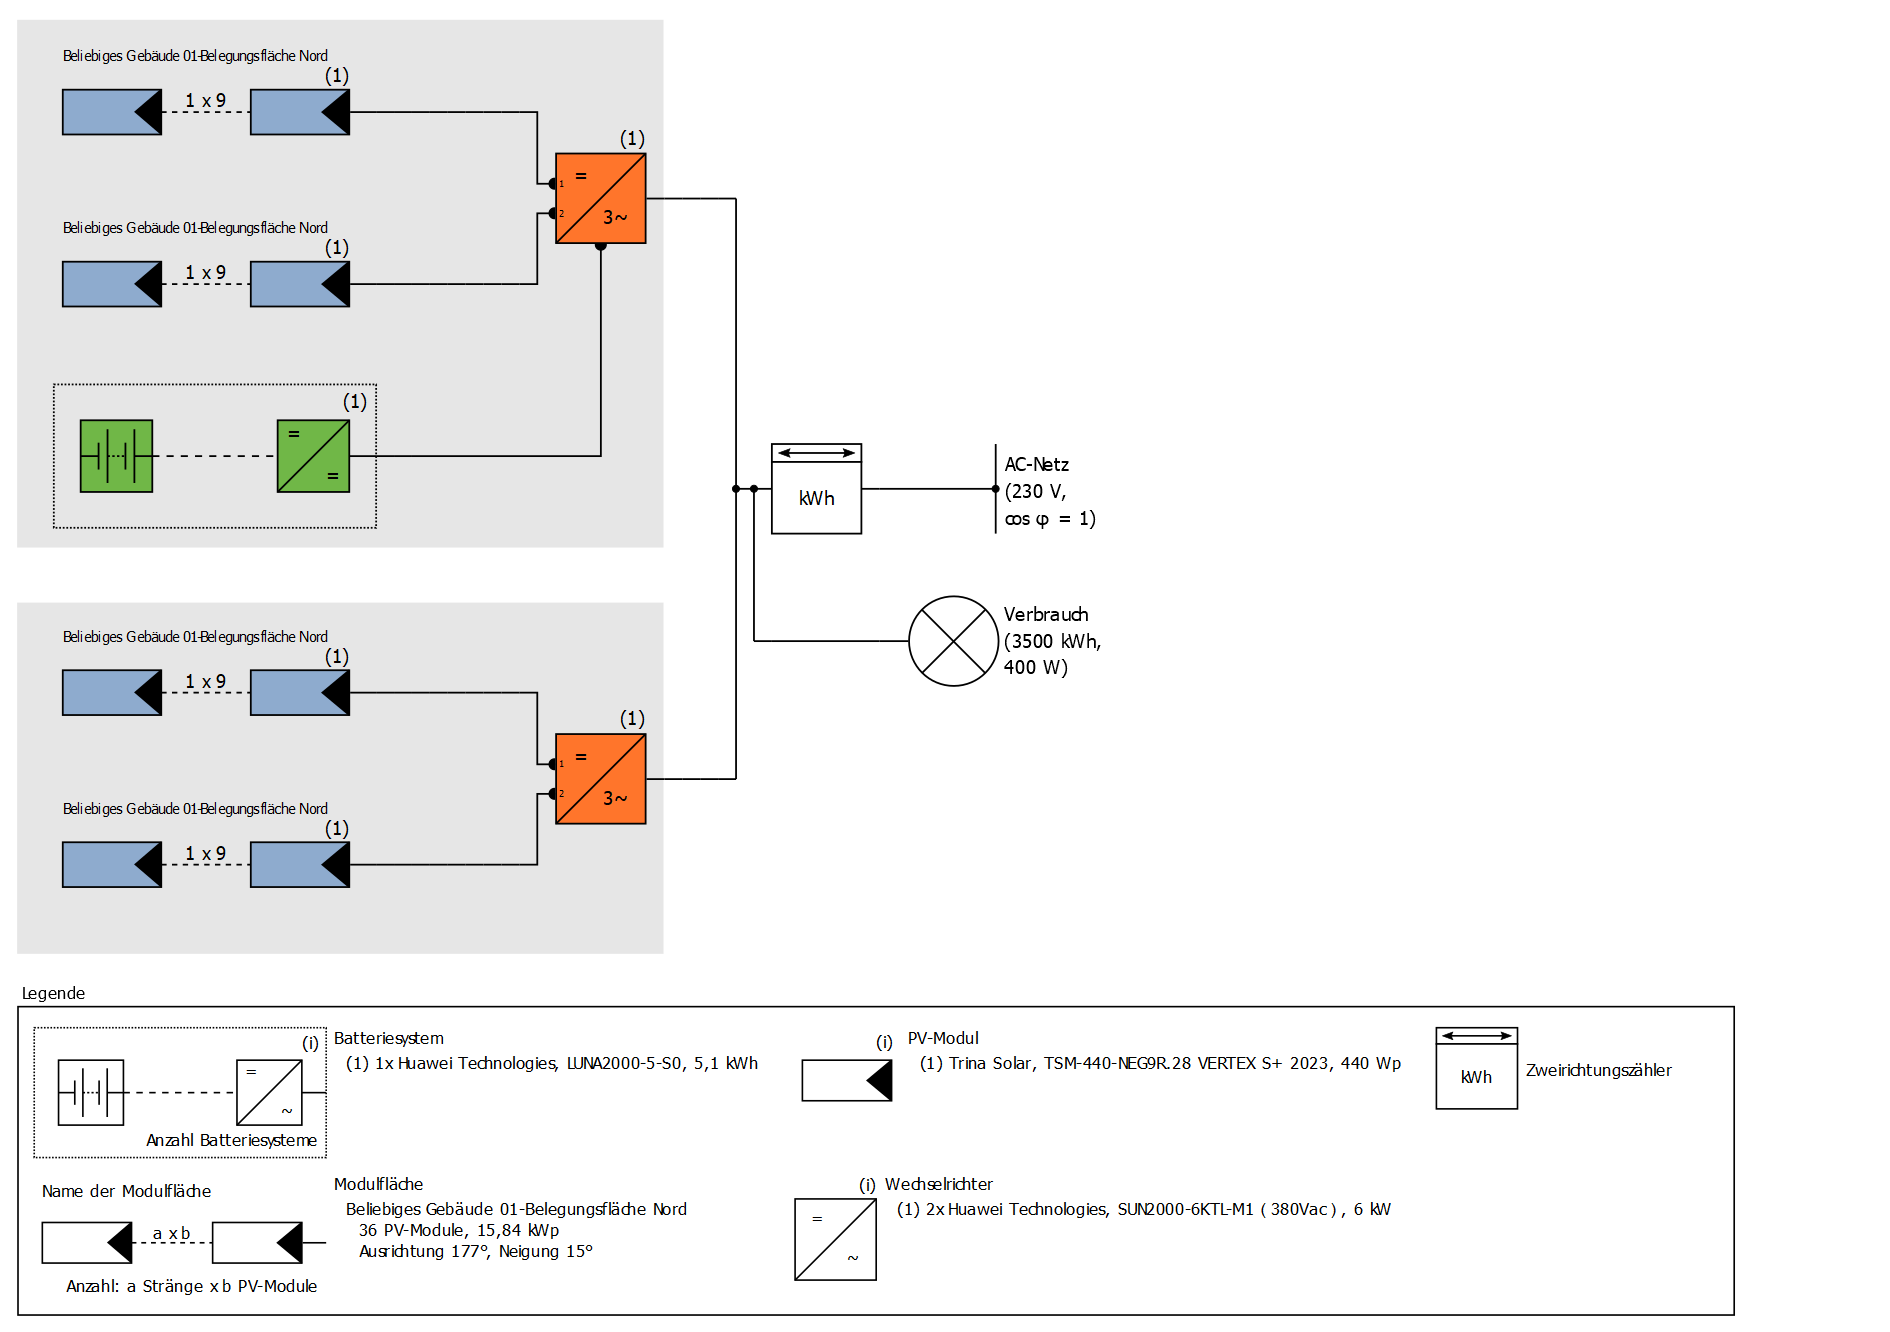 Beliebiges Gebäude 01-Belegungsfläche Nord
(1)
1 x 9
(1)
=
1
2
3~
Beliebiges Gebäude 01-Belegungsfläche Nord
(1)
1 x 9
(1)
=
=
kWh
AC-Netz
(230 V,
cos φ = 1)
Verbrauch
(3500 kWh,
400 W)
Beliebiges Gebäude 01-Belegungsfläche Nord
(1)
1 x 9
(1)
=
1
2
3~
Beliebiges Gebäude 01-Belegungsfläche Nord
(1)
1 x 9
Legende
(i)
=
~
Anzahl Batteriesysteme
Batteriesystem
(1) 1x Huawei Technologies, LUNA2000-5-S0, 5,1 kWh
(i) PV-Modul
(1) Trina Solar, TSM-440-NEG9R.28 VERTEX S+ 2023, 440 Wp
kWh
Zweirichtungszähler
Name der Modulfläche
a x b
Anzahl: a Stränge x b PV-Module
Modulfläche
Beliebiges Gebäude 01-Belegungsfläche Nord
36 PV-Module, 15,84 kWp
Ausrichtung 177°, Neigung 15°
(i) Wechselrichter
=
~
(1) 2x Huawei Technologies, SUN2000-6KTL-M1 ( 380Vac ), 6 kW